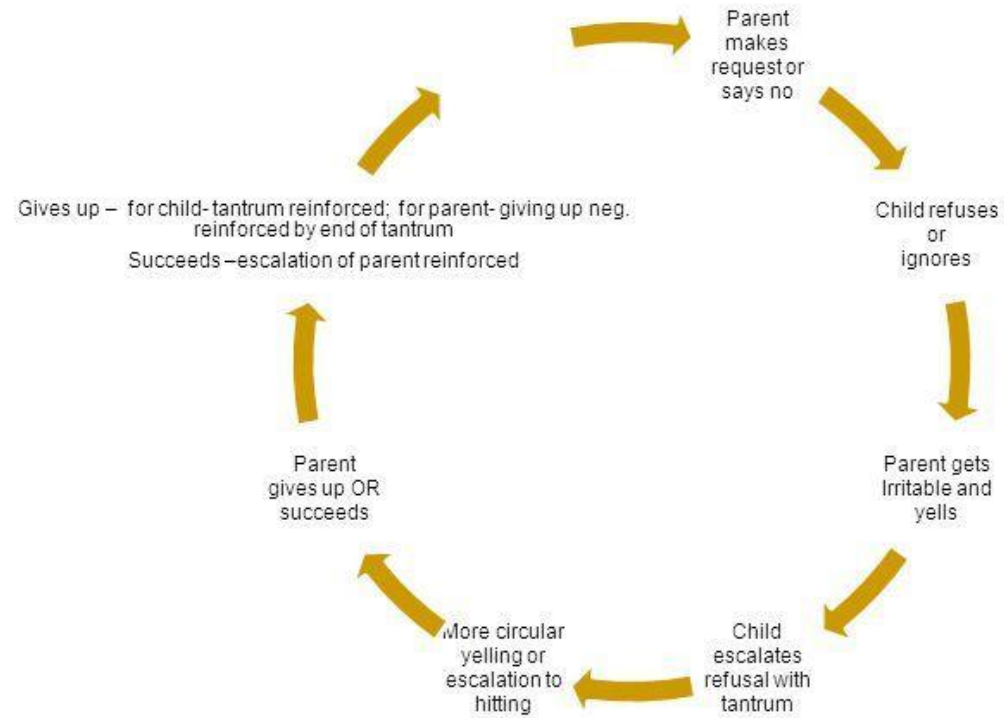 Parent
makes
request or
says no
Child refuses
or
ignores
Parent gets
Irritable and
yells
Child
escalates
refusal with
tantrum
More circular
yelling or
escalation to
hitting
Parent
gives up OR
succeeds
Gives up – for child- tantrum reinforced; for parent- giving up neg.
reinforced by end of tantrum
Succeeds –escalation of parent reinforced